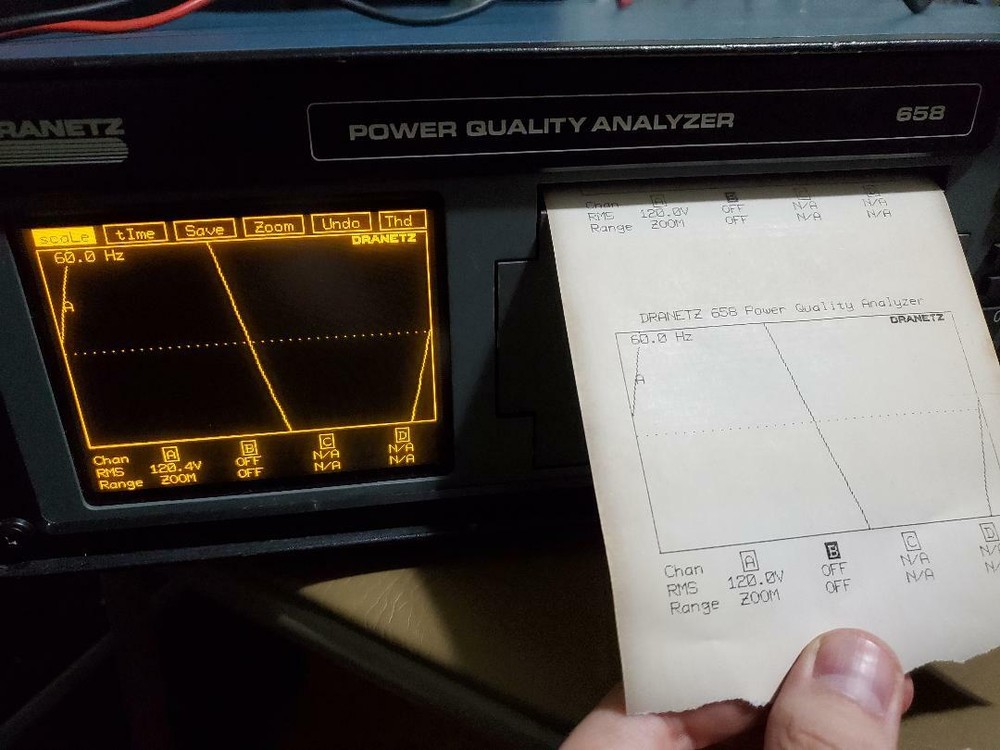 RANETZ
POWER QUALITY ANALYZER 658
scaLe tIme Save Zoom Undo Thd
DRANETZ
60.0 Hz
A
Chan A B C D
RMS 120.4V OFF N/A N/A
Range ZOOM OFF N/A N/A
Chan A B
RMS 120.0V OFF N/A N/A
Range ZOOM OFF N/A N/A
DRANETZ 658 Power Quality Analyzer
DRANETZ
60.0 Hz
A
Chan A B C D
RMS 120.0V OFF N/A N/
Range ZOOM OFF N/A N/